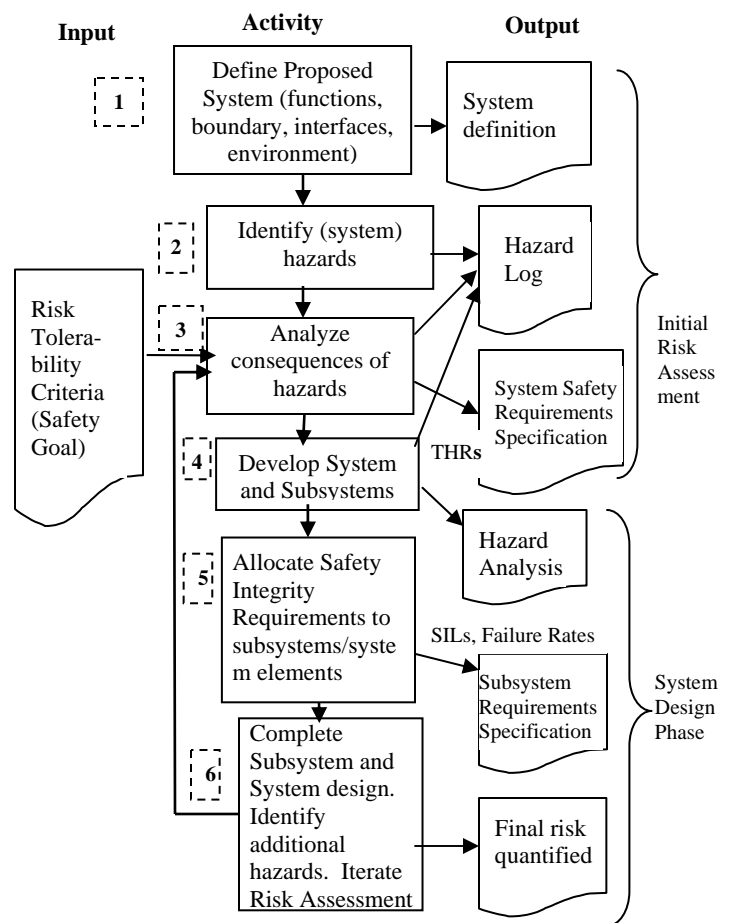 Input
Activity
Output
1
Define Proposed
System (functions,
boundary, interfaces,
environment)
System
definition
2
Identify (system)
hazards
Hazard
Log
Risk
Tolera-
bility
Criteria
(Safety
Goal)
3
Analyze
consequences of
hazards
Initial
Risk
Assess
ment
System Safety
Requirements
Specification
THRs
4
Develop System
and Subsystems
Hazard
Analysis
5
Allocate Safety
Integrity
Requirements to
subsystems/syste
m elements
SILs, Failure Rates
Subsystem
Requirements
Specification
System
Design
Phase
6
Complete
Subsystem and
System design.
Identify
additional
hazards. Iterate
Risk Assessment
Final risk
quantified